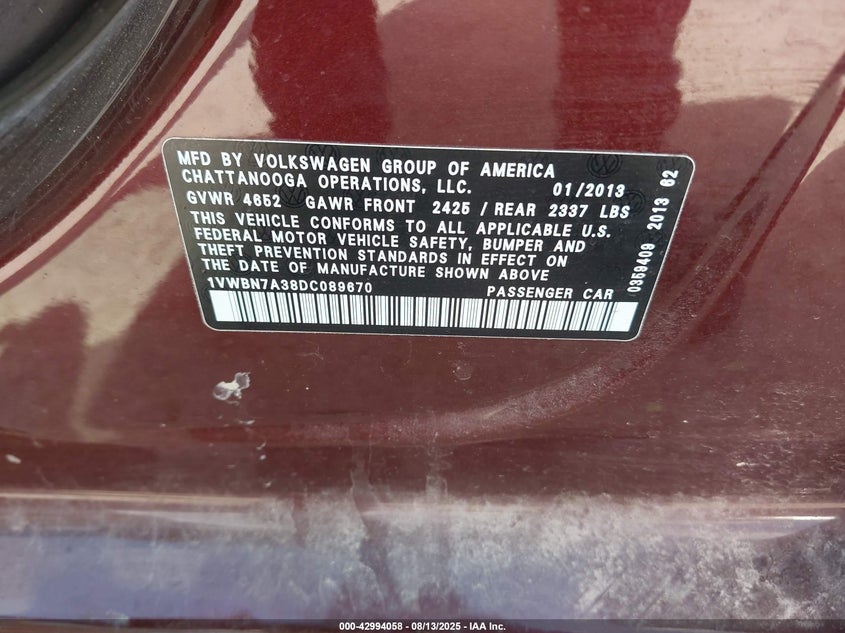 MFD BY VOLKSWAGEN GROUP OF AMERICA
CHATTANOOGA OPERATIONS, LLC. 01/2013
GVWR 4652 GAWR FRONT 2425 / REAR 2337 LBS
THIS VEHICLE CONFORMS TO ALL APPLICABLE U.S.
FEDERAL MOTOR VEHICLE SAFETY, BUMPER AND
THEFT PREVENTION STANDARDS IN EFFECT ON
THE DATE OF MANUFACTURE SHOWN ABOVE
1VWBN7A38DC089670 PASSENGER CAR
0359409 2013 62
000-42994058 - 08/13/2025 - IAA Inc.